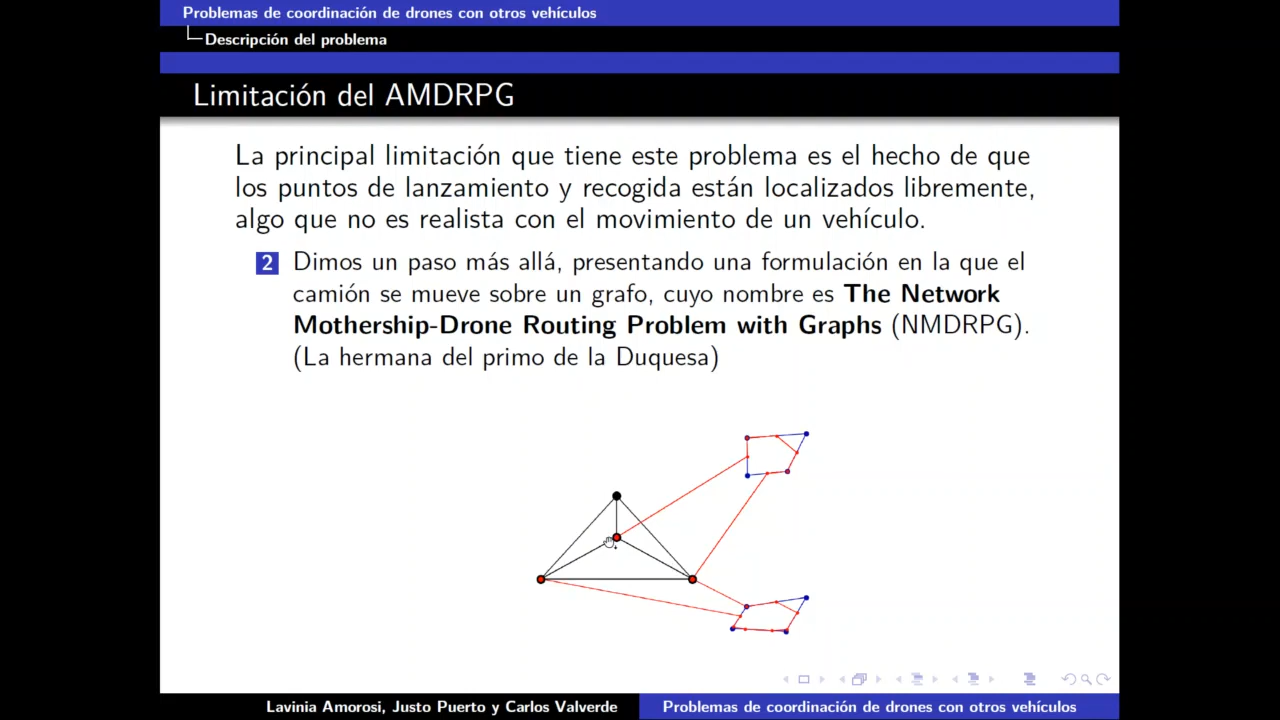 Problemas de coordinación de drones con otros vehículos
Descripción del problema
Limitación del AMDRPG
La principal limitación que tiene este problema es el hecho de que
los puntos de lanzamiento y recogida están localizados libremente,
algo que no es realista con el movimiento de un vehículo.
2 Dimos un paso más allá, presentando una formulación en la que el
camión se mueve sobre un grafo, cuyo nombre es The Network
Mothership-Drone Routing Problem with Graphs (NMDRPG).
(La hermana del primo de la Duquesa)
Lavinia Amorosi, Justo Puerto y Carlos Valverde
Problemas de coordinación de drones con otros vehículos